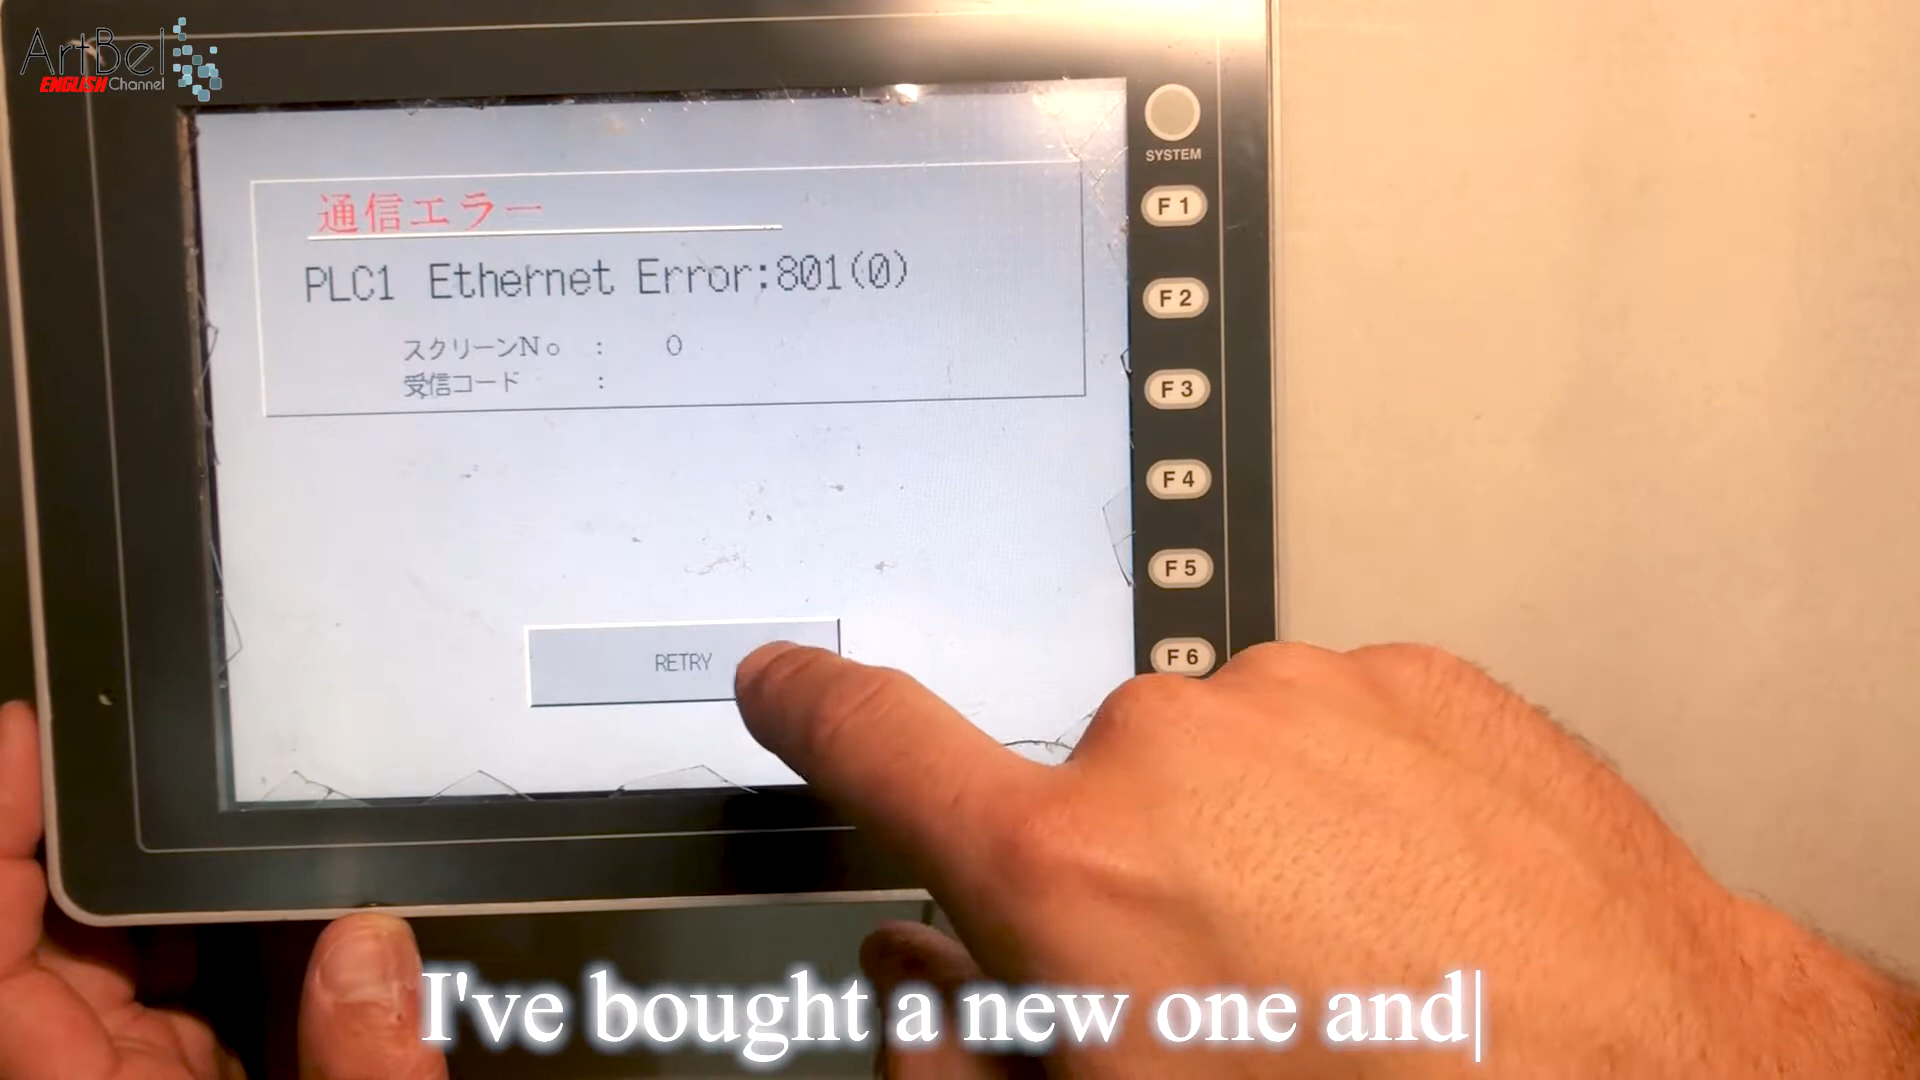 ArtBel
ENGLISH Channel
通信エラー
PLC1 Ethernet Error:801(0)
スクリーンNo : 0
受信コード :
RETRY
SYSTEM
F 1
F 2
F 3
F 4
F 5
F 6
I've bought a new one and